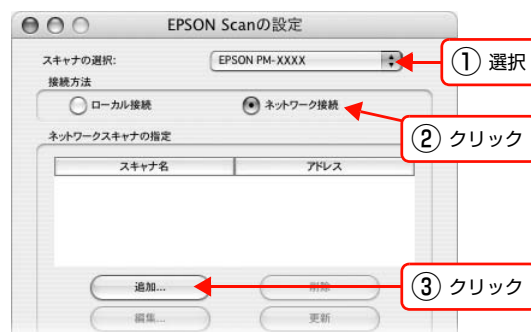 EPSON Scanの設定
スキャナの選択:
EPSON PM-XXXX
① 選択
接続方法
ローカル接続
ネットワーク接続
② クリック
ネットワークスキャナの指定
スキャナ名
アドレス
追加...
削除
③ クリック
編集...
更新